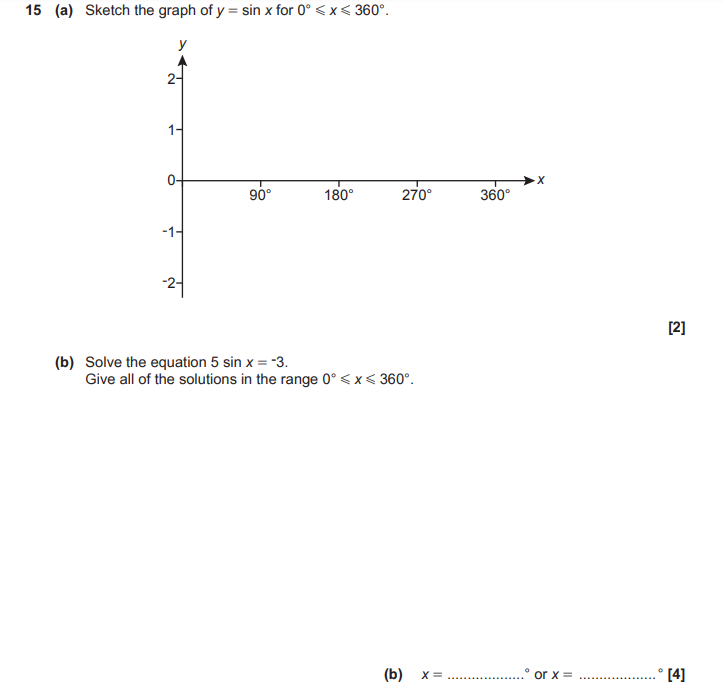 15 (a) Sketch the graph of y = sin x for 0° ⩽ x ⩽ 360°.
y
2
1
0
x
90° 180° 270° 360°
-1
-2
[2]
(b) Solve the equation 5 sin x = -3.
Give all of the solutions in the range 0° ⩽ x ⩽ 360°.
(b) x = ...................° or x = ...................° [4]